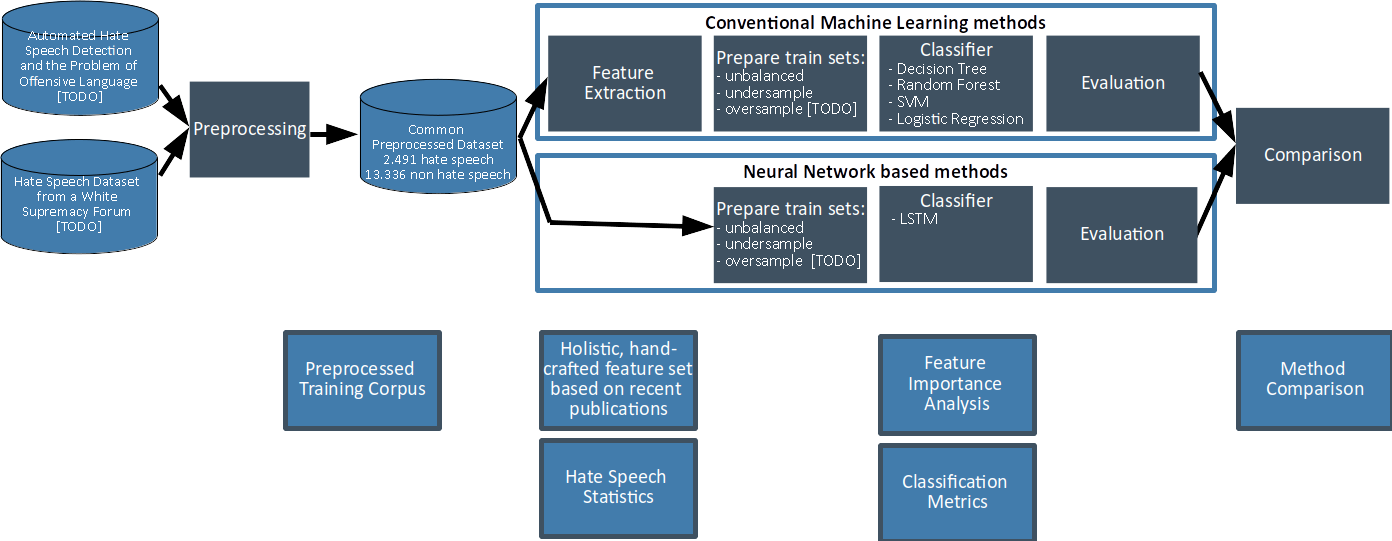 Automated Hate
Speech Detection
and the Problem of
Offensive Language
[TODO]
Hate Speech Dataset
from a White
Supremacy Forum
[TODO]
Preprocessing
Common
Preprocessed Dataset
2.491 hate speech
13.336 non hate speech
Conventional Machine Learning methods
Feature
Extraction
Prepare train sets:
- unbalanced
- undersample
- oversample [TODO]
Classifier
- Decision Tree
- Random Forest
- SVM
- Logistic Regression
Evaluation
Neural Network based methods
Prepare train sets:
- unbalanced
- undersample
- oversample [TODO]
Classifier
- LSTM
Evaluation
Comparison
Preprocessed
Training Corpus
Holistic, hand-
crafted feature set
based on recent
publications
Hate Speech
Statistics
Feature
Importance
Analysis
Classification
Metrics
Method
Comparison